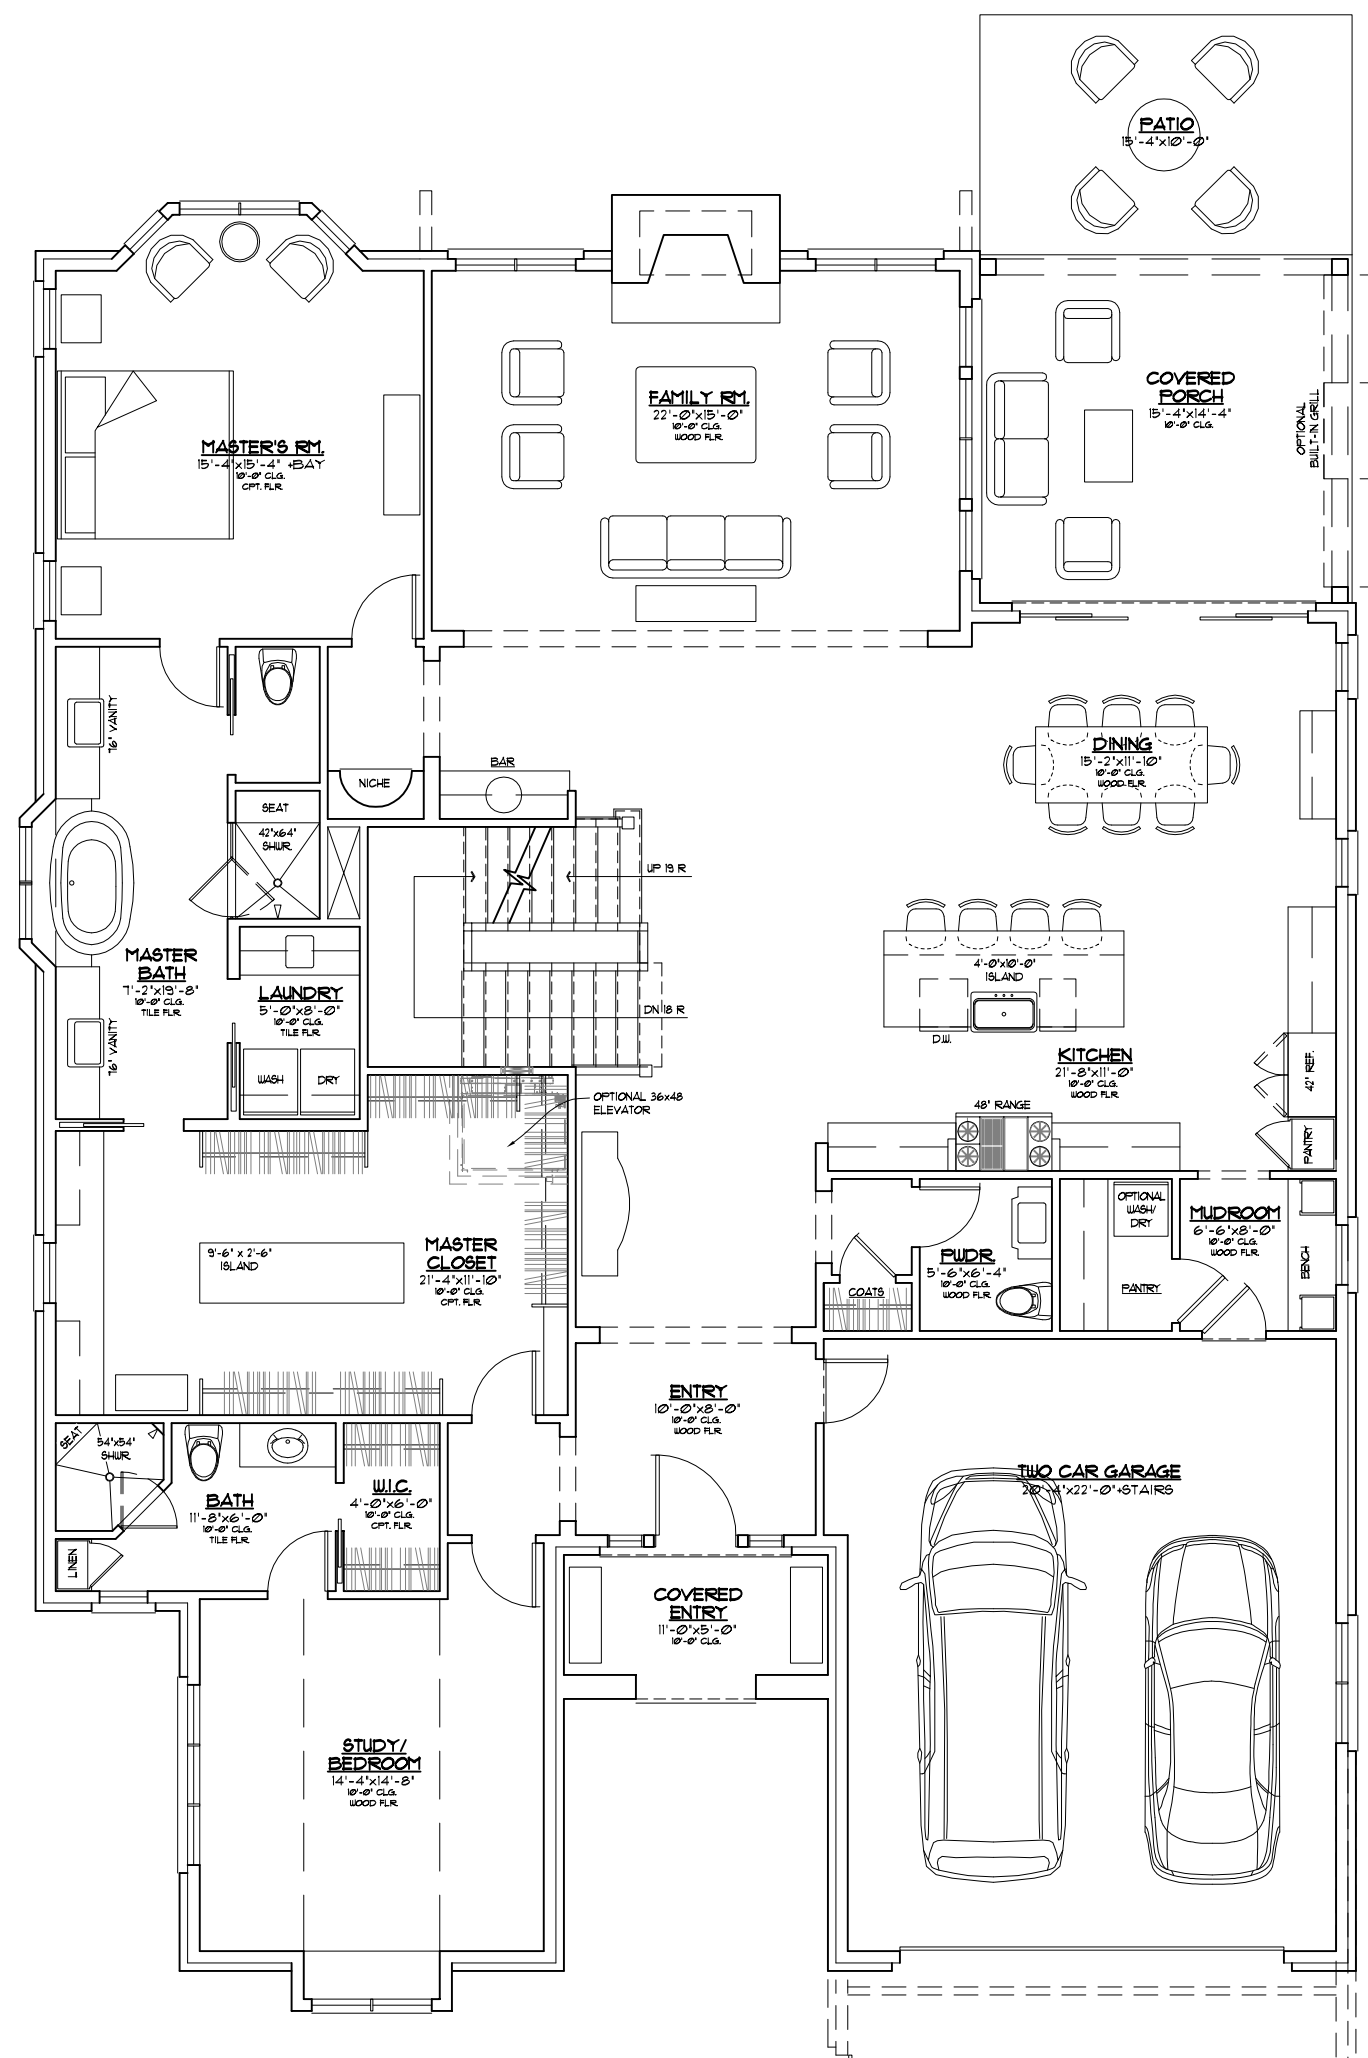 PATIO
15'-4"x10'-0"
COVERED
PORCH
15'-4"x14'-4"
10'-0" CLG.
OPTIONAL
BUILT-IN GRILL
FAMILY RM.
22'-0"x15'-0"
10'-0" CLG.
WOOD FLR.
MASTER'S RM.
15'-4"x15'-4" +BAY
10'-0" CLG.
CPT. FLR.
76" VANITY
NICHE
BAR
SEAT
42"x64"
SHWR.
DINING
15'-2"x11'-10"
10'-0" CLG.
WOOD FLR.
UP 19 R
DN 18 R
MASTER
BATH
7'-2"x19'-8"
10'-0" CLG.
TILE FLR.
76" VANITY
LAUNDRY
5'-0"x8'-0"
10'-0" CLG.
TILE FLR.
WASH
DRY
4'-0"x10'-0"
ISLAND
D.W.
KITCHEN
21'-8"x11'-0"
10'-0" CLG.
WOOD FLR.
42" REF.
48" RANGE
PANTRY
OPTIONAL 36x48
ELEVATOR
9'-6" x 2'-6"
ISLAND
MASTER
CLOSET
21'-4"x11'-10"
10'-0" CLG.
CPT. FLR.
COATS
PWDR.
5'-6"x6'-4"
10'-0" CLG.
WOOD FLR.
OPTIONAL
WASH/
DRY
PANTRY
MUDROOM
6'-6"x8'-0"
10'-0" CLG.
WOOD FLR.
BENCH
ENTRY
10'-0"x8'-0"
10'-0" CLG.
WOOD FLR.
SEAT
54"x54"
SHWR.
BATH
11'-8"x6'-0"
10'-0" CLG.
TILE FLR.
LINEN
W.I.C.
4'-0"x6'-0"
10'-0" CLG.
CPT. FLR.
TWO CAR GARAGE
20'-4"x22'-0"+STAIRS
COVERED
ENTRY
11'-0"x5'-0"
10'-0" CLG.
STUDY/
BEDROOM
14'-4"x14'-8"
10'-0" CLG.
WOOD FLR.